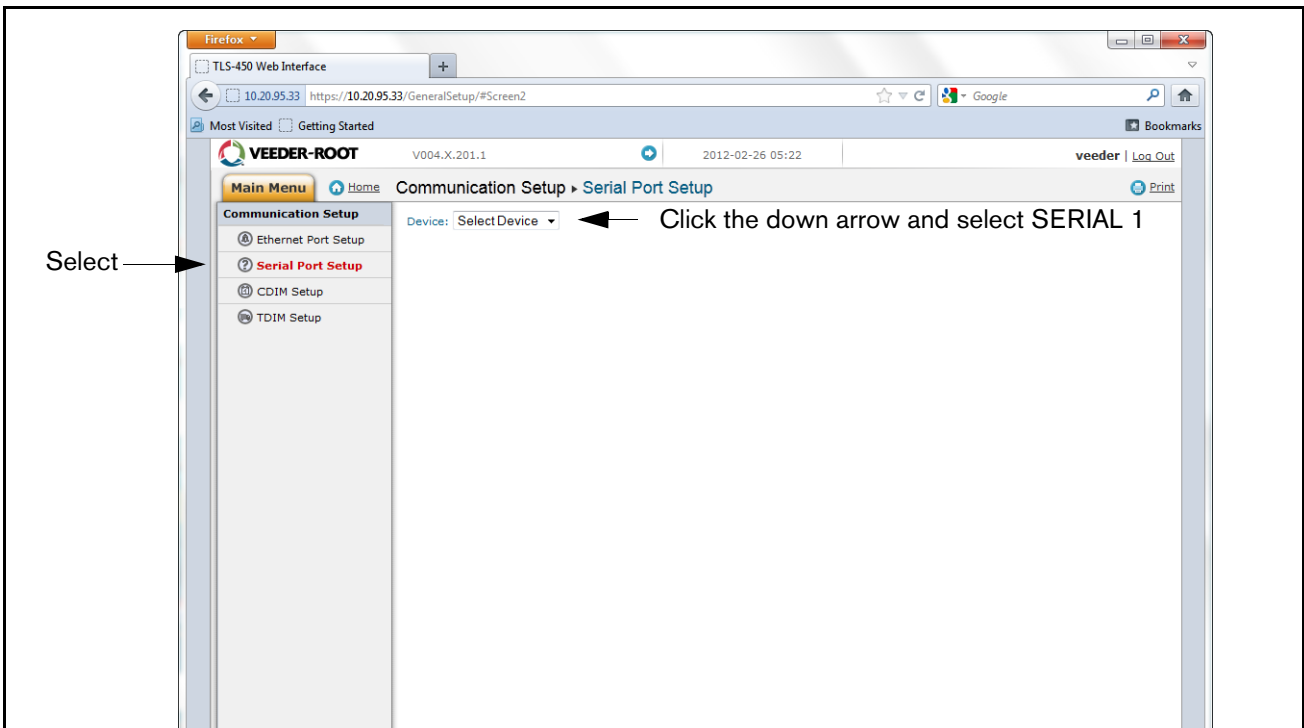 Firefox
TLS-450 Web Interface
+
10.20.95.33 https://10.20.95.33/GeneralSetup/#Screen2
Google
Most Visited Getting Started
Bookmarks
VEEDER-ROOT V004.X.201.1 2012-02-26 05:22 veeder | Log Out
Main Menu Home Communication Setup ▸ Serial Port Setup Print
Communication Setup
Device: Select Device
Click the down arrow and select SERIAL 1
Ethernet Port Setup
Select
Serial Port Setup
CDIM Setup
TDIM Setup